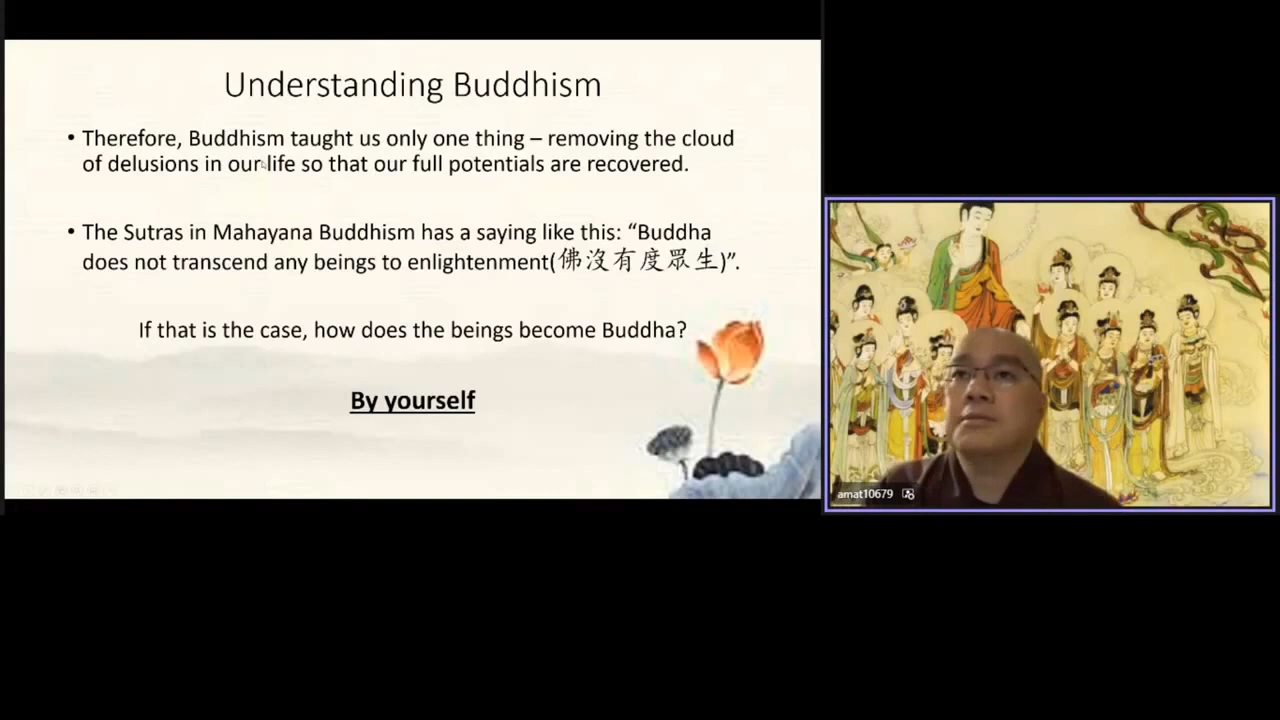 Understanding Buddhism
• Therefore, Buddhism taught us only one thing – removing the cloud
of delusions in our life so that our full potentials are recovered.
• The Sutras in Mahayana Buddhism has a saying like this: “Buddha
does not transcend any beings to enlightenment(佛沒有度眾生)”.
If that is the case, how does the beings become Buddha?
By yourself
amat10679